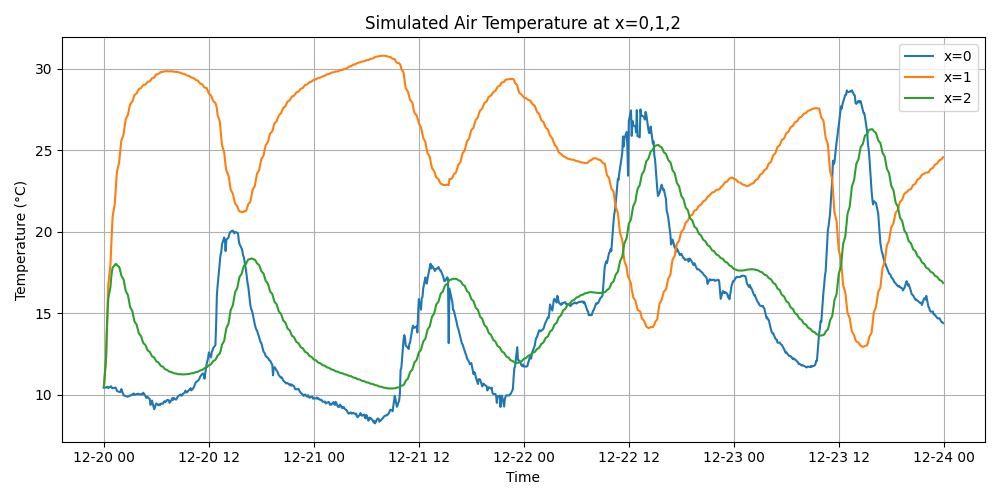 Simulated Air Temperature at x=0,1,2
Temperature (°C)
30
25
20
15
10
x=0
x=1
x=2
12-20 00
12-20 12
12-21 00
12-21 12
12-22 00
12-22 12
12-23 00
12-23 12
12-24 00
Time